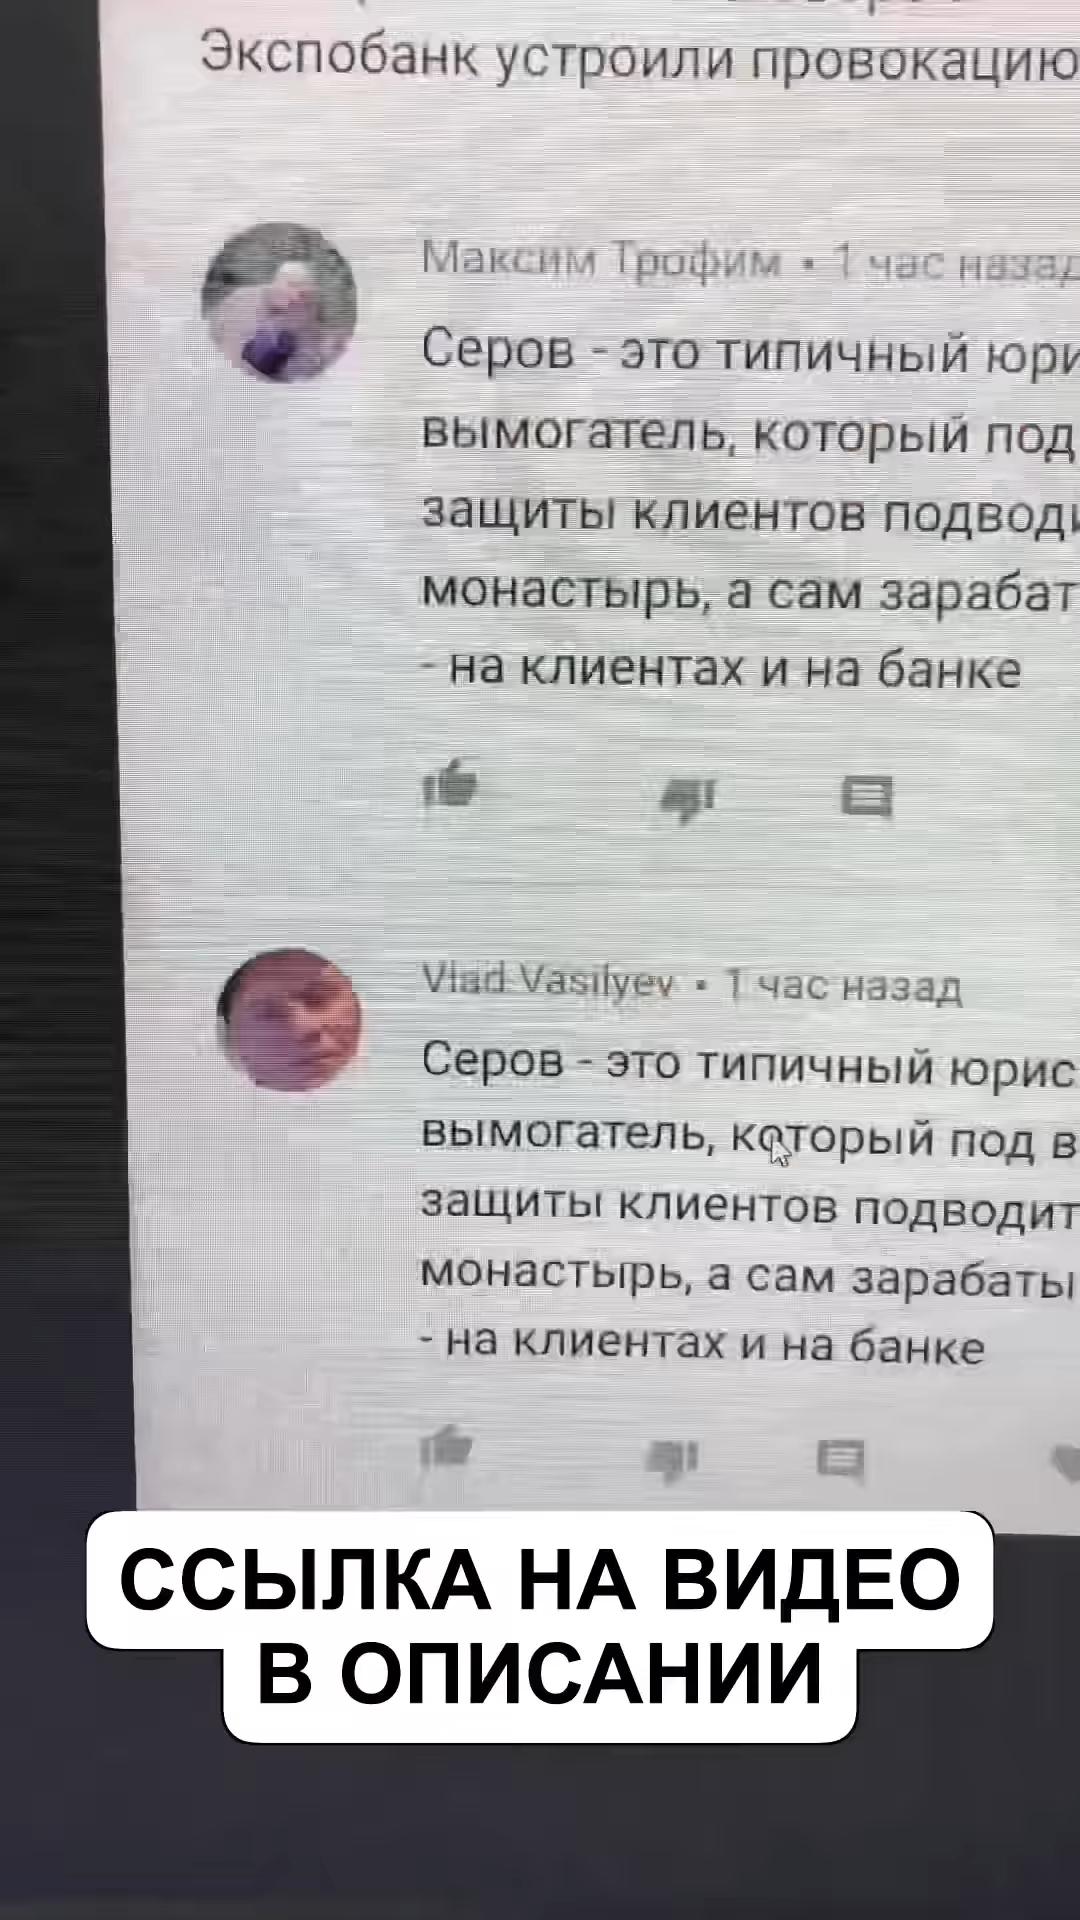 Экспобанк устроили провокацию
Максим Трофим • 1 час назад
Серов - это типичный юри
вымогатель, который под
защиты клиентов подводи
монастырь, а сам зарабат
- на клиентах и на банке
Vlad Vasilyev • 1 час назад
Серов - это типичный юрис
вымогатель, который под в
защиты клиентов подводит
монастырь, а сам зарабаты
- на клиентах и на банке
ССЫЛКА НА ВИДЕО
В ОПИСАНИИ